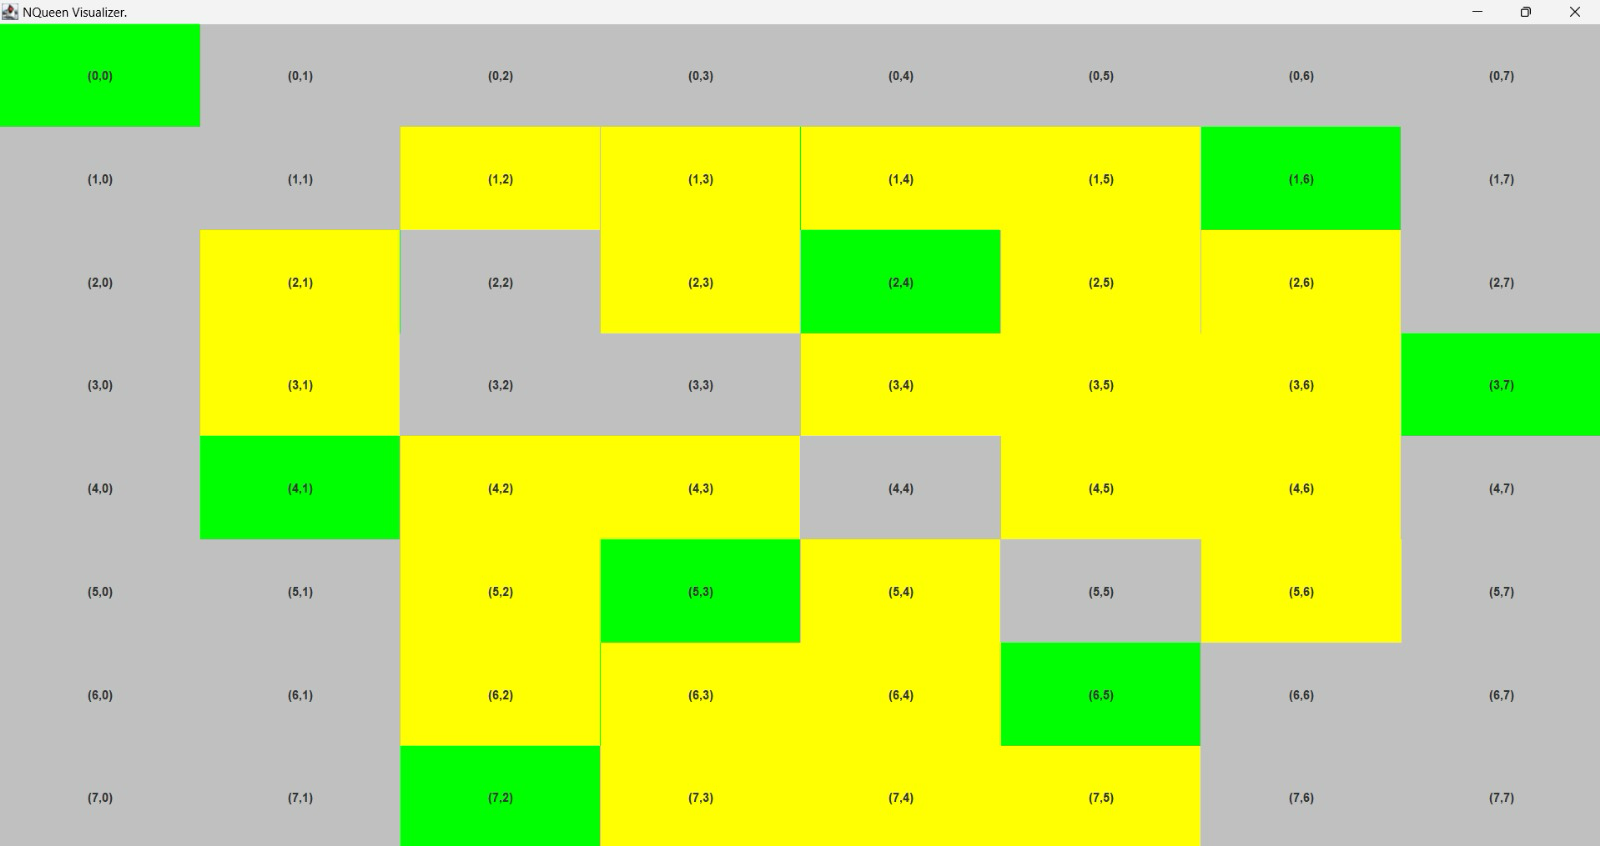 NQueen Visualizer.
(0,0) (0,1) (0,2) (0,3) (0,4) (0,5) (0,6) (0,7)
(1,0) (1,1) (1,2) (1,3) (1,4) (1,5) (1,6) (1,7)
(2,0) (2,1) (2,2) (2,3) (2,4) (2,5) (2,6) (2,7)
(3,0) (3,1) (3,2) (3,3) (3,4) (3,5) (3,6) (3,7)
(4,0) (4,1) (4,2) (4,3) (4,4) (4,5) (4,6) (4,7)
(5,0) (5,1) (5,2) (5,3) (5,4) (5,5) (5,6) (5,7)
(6,0) (6,1) (6,2) (6,3) (6,4) (6,5) (6,6) (6,7)
(7,0) (7,1) (7,2) (7,3) (7,4) (7,5) (7,6) (7,7)